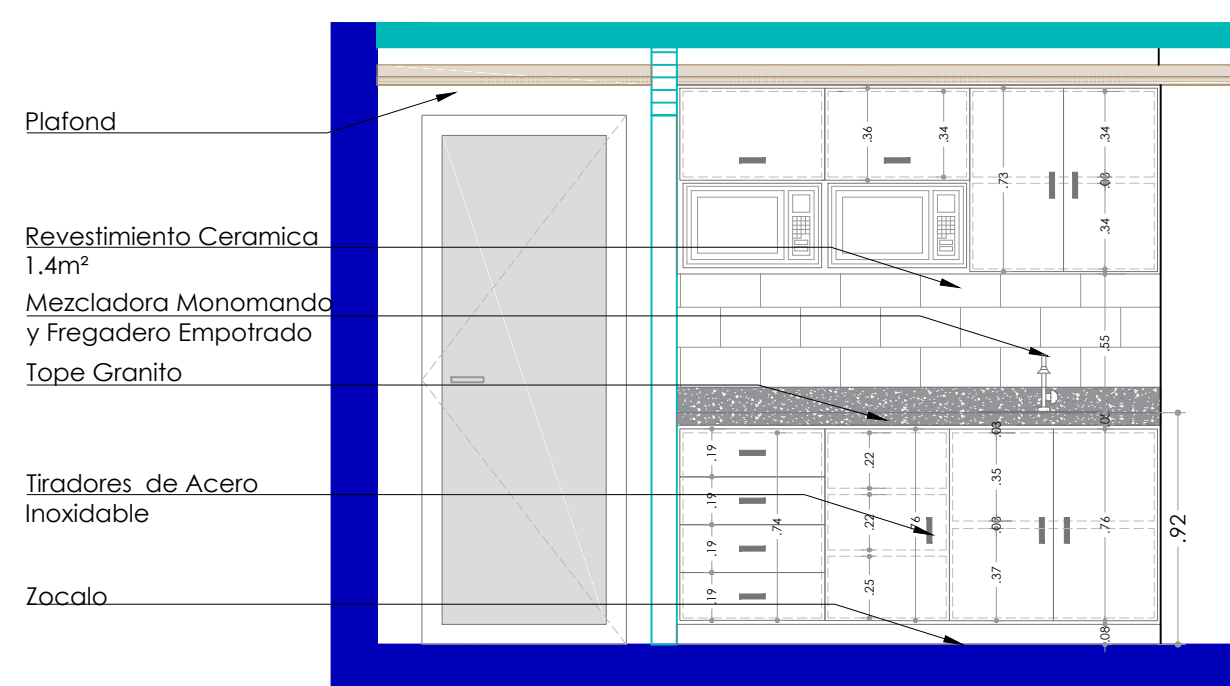 Plafond
Revestimiento Ceramica
1.4m²
Mezcladora Monomando
y Fregadero Empotrado
Tope Granito
Tiradores de Acero
Inoxidable
Zocalo
.36
.34
.73
.34
.03
.34
.55
.03
.19
.19
.19
.19
.74
.22
.22
.25
.76
.35
.03
.37
.76
.08
.92